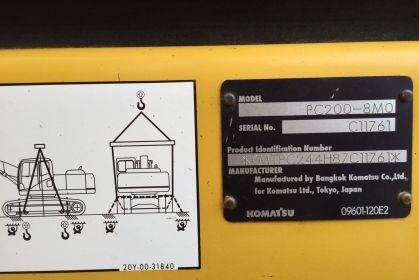 MODEL PC200-8M0
SERIAL No. C11761
Product Identification Number
MANUFACTURER
Manufactured by Bangkok Komatsu Co.,Ltd.
for Komatsu Ltd., Tokyo, Japan
KOMATSU 09601-120E2
20Y-00-31840